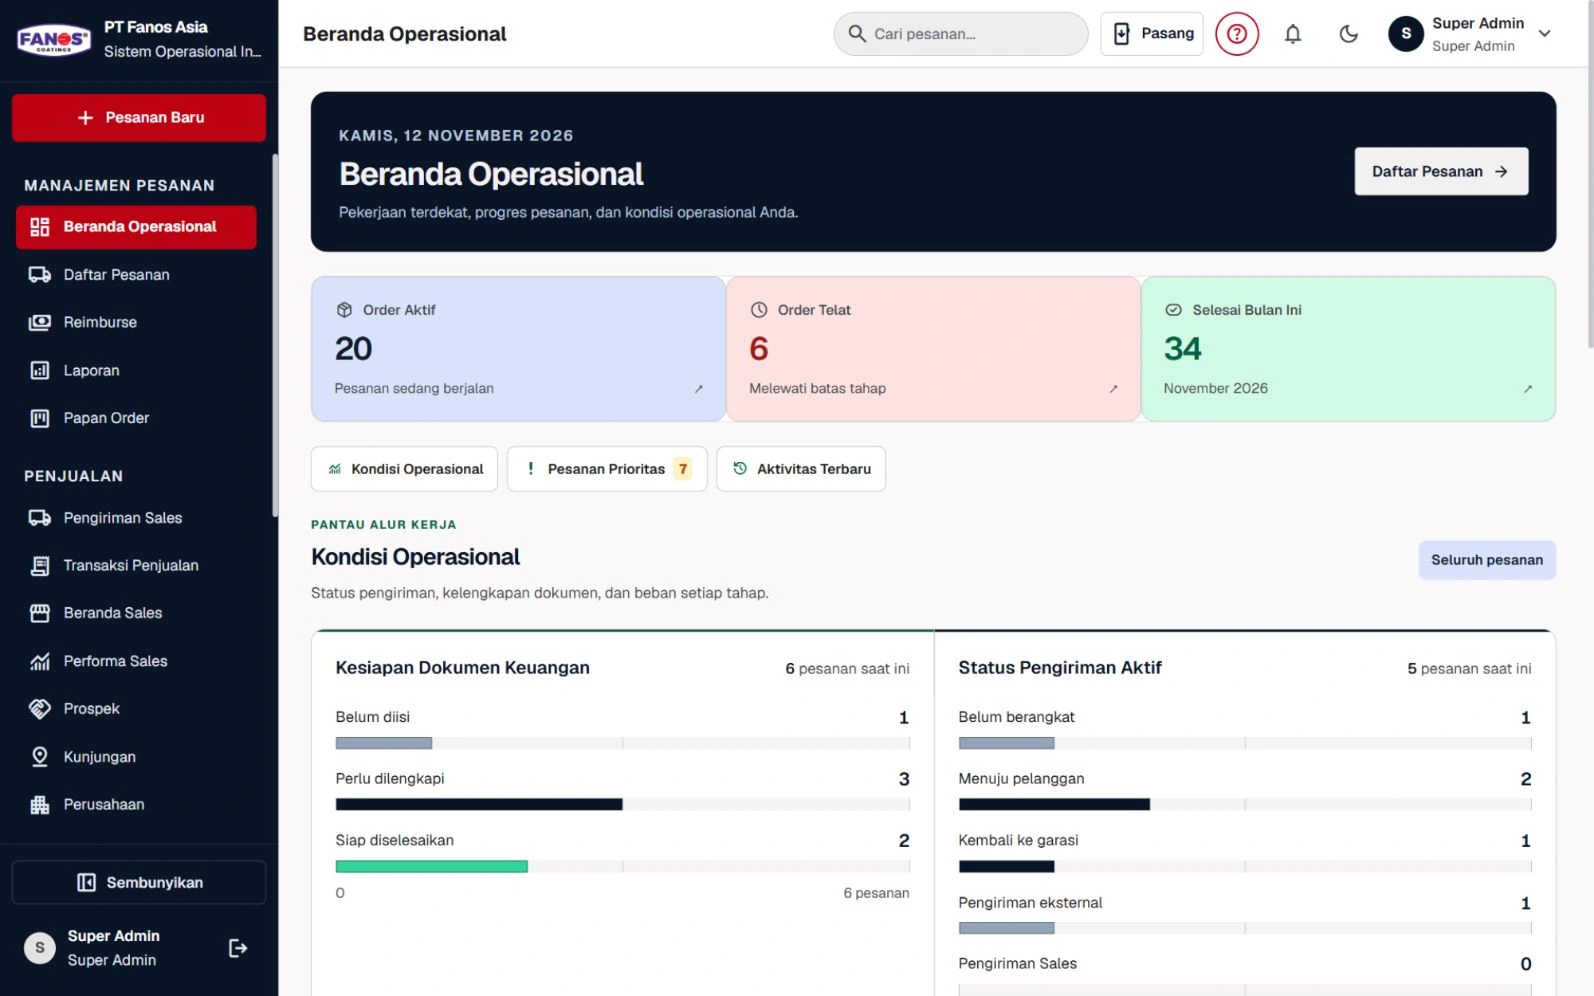 FANOS
COATINGS
PT Fanos Asia
Sistem Operasional In...
Pesanan Baru
MANAJEMEN PESANAN
Beranda Operasional
Daftar Pesanan
Reimburse
Laporan
Papan Order
PENJUALAN
Pengiriman Sales
Transaksi Penjualan
Beranda Sales
Performa Sales
Prospek
Kunjungan
Perusahaan
Sembunyikan
S
Super Admin
Super Admin
Beranda Operasional
Cari pesanan...
Pasang
S
Super Admin
Super Admin
KAMIS, 12 NOVEMBER 2026
Beranda Operasional
Pekerjaan terdekat, progres pesanan, dan kondisi operasional Anda.
Daftar Pesanan →
Order Aktif
20
Pesanan sedang berjalan ↗
Order Telat
6
Melewati batas tahap ↗
Selesai Bulan Ini
34
November 2026 ↗
Kondisi Operasional
Pesanan Prioritas 7
Aktivitas Terbaru
PANTAU ALUR KERJA
Kondisi Operasional
Status pengiriman, kelengkapan dokumen, dan beban setiap tahap.
Seluruh pesanan
Kesiapan Dokumen Keuangan 6 pesanan saat ini
Belum diisi 1
Perlu dilengkapi 3
Siap diselesaikan 2
0 6 pesanan
Status Pengiriman Aktif 5 pesanan saat ini
Belum berangkat 1
Menuju pelanggan 2
Kembali ke garasi 1
Pengiriman eksternal 1
Pengiriman Sales 0